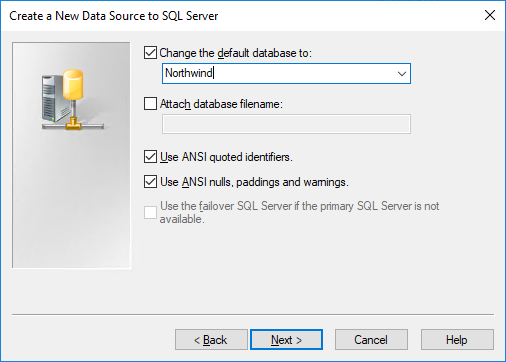 Create a New Data Source to SQL Server
Change the default database to:
Northwind
Attach database filename:
Use ANSI quoted identifiers.
Use ANSI nulls, paddings and warnings.
Use the failover SQL Server if the primary SQL Server is not
available.
< Back
Next >
Cancel
Help